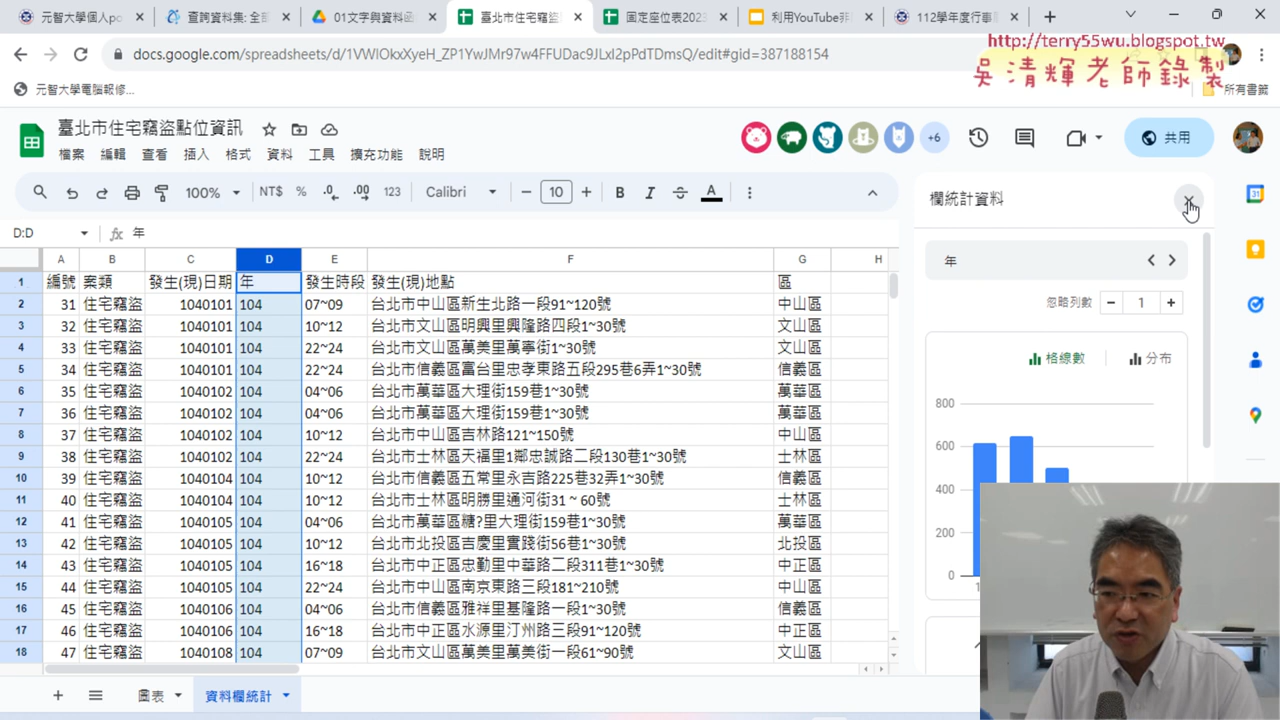 元智大學個人po
查詢資料集: 全部
01文字與資料函
臺北市住宅竊盜
固定座位表2023
利用YouTube非
112學年度行事曆
docs.google.com/spreadsheets/d/1VWlOkxXyeH_ZP1YwJMr97w4FFUDac9JLxI2pPdTDmsQ/edit#gid=387188154
http://terry55wu.blogspot.tw
吳清輝老師錄製
元智大學電腦報修...
所有書籤
臺北市住宅竊盜點位資訊
檔案 編輯 查看 插入 格式 資料 工具 擴充功能 說明
+6
共用
100% NT$ % .0 .00 123 Calibri 10 B I S A
D:D fx 年
A B C D E F G H
1 編號 案類 發生(現)日期 年 發生時段 發生(現)地點 區
2 31 住宅竊盜 1040101 104 07~09 台北市中山區新生北路一段91~120號 中山區
3 32 住宅竊盜 1040101 104 10~12 台北市文山區明興里興隆路四段1~30號 文山區
4 33 住宅竊盜 1040101 104 22~24 台北市文山區萬美里萬寧街1~30號 文山區
5 34 住宅竊盜 1040101 104 22~24 台北市信義區富台里忠孝東路五段295巷6弄1~30號 信義區
6 35 住宅竊盜 1040102 104 04~06 台北市萬華區大理街159巷1~30號 萬華區
7 36 住宅竊盜 1040102 104 04~06 台北市萬華區大理街159巷1~30號 萬華區
8 37 住宅竊盜 1040102 104 10~12 台北市中山區吉林路121~150號 中山區
9 38 住宅竊盜 1040102 104 22~24 台北市士林區天福里1鄰忠誠路二段130巷1~30號 士林區
10 39 住宅竊盜 1040104 104 10~12 台北市信義區五常里永吉路225巷32弄1~30號 信義區
11 40 住宅竊盜 1040104 104 10~12 台北市士林區明勝里通河街31 ~ 60號 士林區
12 41 住宅竊盜 1040105 104 04~06 台北市萬華區糖?里大理街159巷1~30號 萬華區
13 42 住宅竊盜 1040105 104 10~12 台北市北投區吉慶里實踐街56巷1~30號 北投區
14 43 住宅竊盜 1040105 104 16~18 台北市中正區忠勤里中華路二段311巷1~30號 中正區
15 44 住宅竊盜 1040105 104 22~24 台北市中山區南京東路三段181~210號 中山區
16 45 住宅竊盜 1040106 104 04~06 台北市信義區雅祥里基隆路一段1~30號 信義區
17 46 住宅竊盜 1040106 104 16~18 台北市中正區水源里汀州路三段91~120號 中正區
18 47 住宅竊盜 1040108 104 07~09 台北市文山區萬美里萬美街一段61~90號 文山區
欄統計資料
年
忽略列數 1
格線數 分布
800
600
400
200
0
圖表 資料欄統計